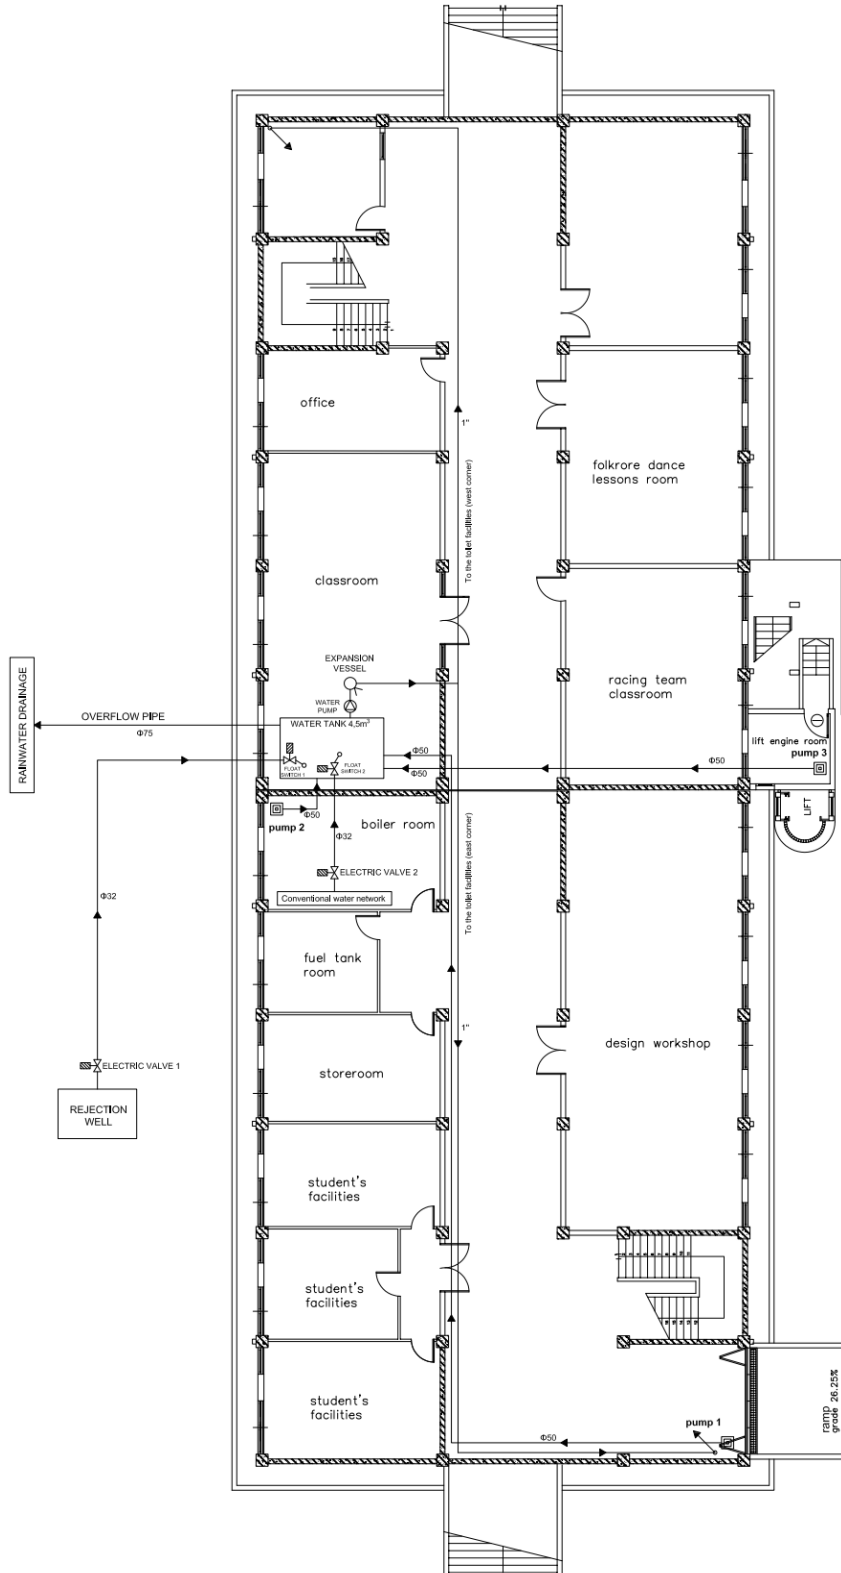 office
1"
To the toilet facilities (west corner)
folkrore dance
lessons room
classroom
EXPANSION
VESSEL
WATER
PUMP
racing team
classroom
RAINWATER DRAINAGE
OVERFLOW PIPE
Φ75
WATER TANK 4,5m³
FLOAT
SWITCH 1
FLOAT
SWITCH 2
Φ50
Φ50
Φ50
lift engine room
pump 3
LIFT
pump 2
Φ50
boiler room
Φ32
ELECTRIC VALVE 2
Conventional water network
To the toilet facilities (east corner)
Φ32
fuel tank
room
1"
design workshop
storeroom
ELECTRIC VALVE 1
REJECTION
WELL
student's
facilities
student's
facilities
student's
facilities
pump 1
Φ50
ramp
grade 26.25%